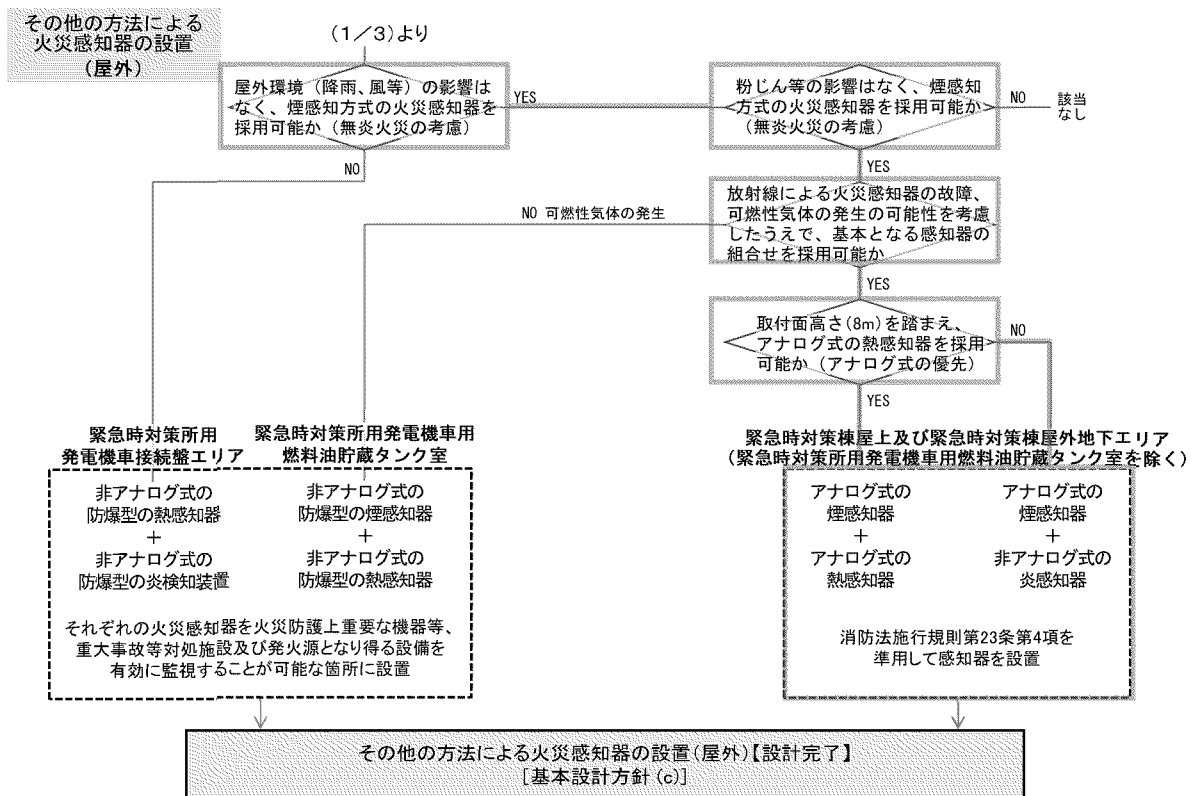 その他の方法による
火災感知器の設置
(屋外)
(1/3)より
屋外環境(降雨、風等)の影響は
なく、煙感知方式の火災感知器を
採用可能か(無炎火災の考慮)
YES
粉じん等の影響はなく、煙感知
方式の火災感知器を採用可能か
(無炎火災の考慮)
NO
該当
なし
NO
YES
放射線による火災感知器の故障、
可燃性気体の発生の可能性を考慮
したうえで、基本となる感知器の
組合せを採用可能か
NO 可燃性気体の発生
YES
取付面高さ(8m)を踏まえ、
アナログ式の熱感知器を採用
可能か(アナログ式の優先)
NO
YES
緊急時対策所用
発電機車接続盤エリア
緊急時対策所用発電機車用
燃料油貯蔵タンク室
緊急時対策棟屋上及び緊急時対策棟屋外地下エリア
(緊急時対策所用発電機車用燃料油貯蔵タンク室を除く)
非アナログ式の
防爆型の熱感知器
+
非アナログ式の
防爆型の炎検知装置
非アナログ式の
防爆型の煙感知器
+
非アナログ式の
防爆型の熱感知器
それぞれの火災感知器を火災防護上重要な機器等、
重大事故等対処施設及び発火源となり得る設備を
有効に監視することが可能な箇所に設置
アナログ式の
煙感知器
+
アナログ式の
熱感知器
アナログ式の
煙感知器
+
非アナログ式の
炎感知器
消防法施行規則第23条第4項を
準用して感知器を設置
その他の方法による火災感知器の設置(屋外)【設計完了】
[基本設計方針(c)]